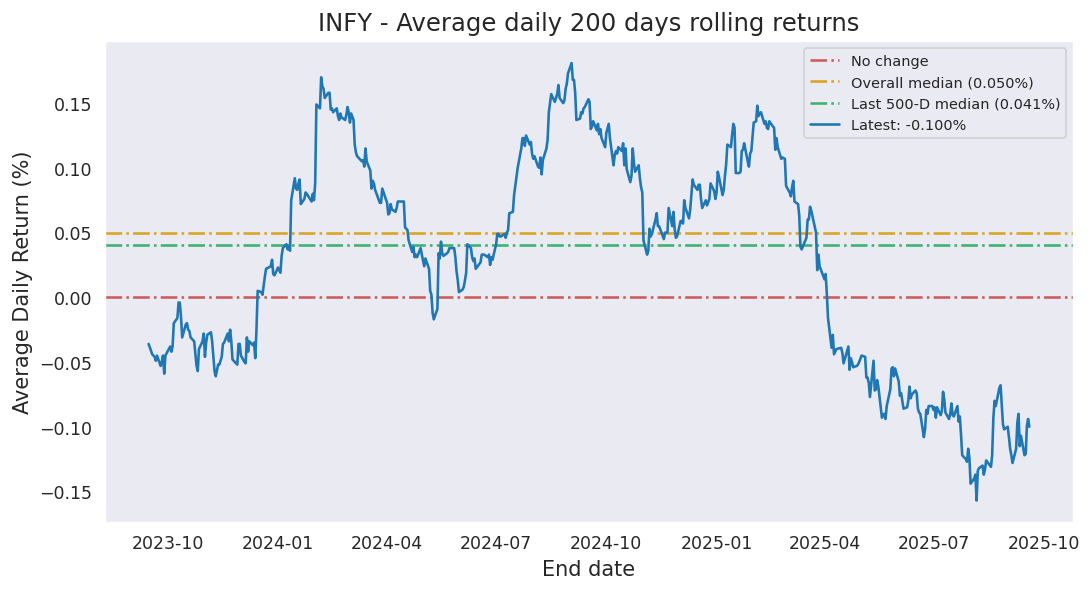 INFY - Average daily 200 days rolling returns
No change
Overall median (0.050%)
Last 500-D median (0.041%)
Latest: -0.100%
Average Daily Return (%)
0.15
0.10
0.05
0.00
−0.05
−0.10
−0.15
2023-10 2024-01 2024-04 2024-07 2024-10 2025-01 2025-04 2025-07 2025-10
End date